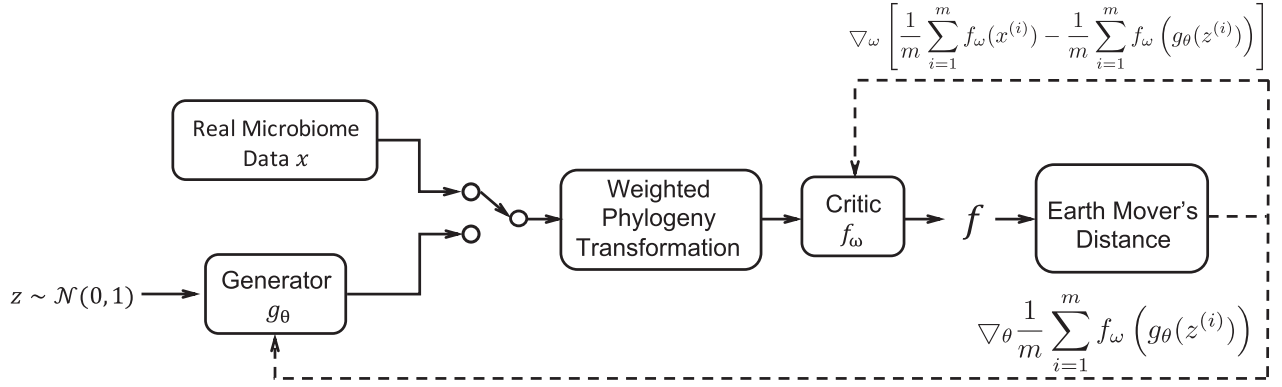 ▽ω [ 1/m ∑_{i=1}^{m} f_ω(x^{(i)}) − 1/m ∑_{i=1}^{m} f_ω ( g_θ(z^{(i)}) ) ]
Real Microbiome
Data x
Weighted
Phylogeny
Transformation
Critic
f_ω
f
Earth Mover's
Distance
z ~ 𝒩(0,1)
Generator
g_θ
▽θ 1/m ∑_{i=1}^{m} f_ω ( g_θ(z^{(i)}) )